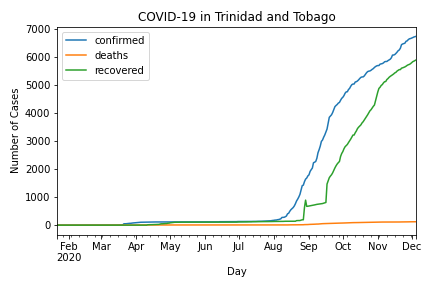 COVID-19 in Trinidad and Tobago
confirmed
deaths
recovered
Number of Cases
7000
6000
5000
4000
3000
2000
1000
0
Feb Mar Apr May Jun Jul Aug Sep Oct Nov Dec
2020
Day